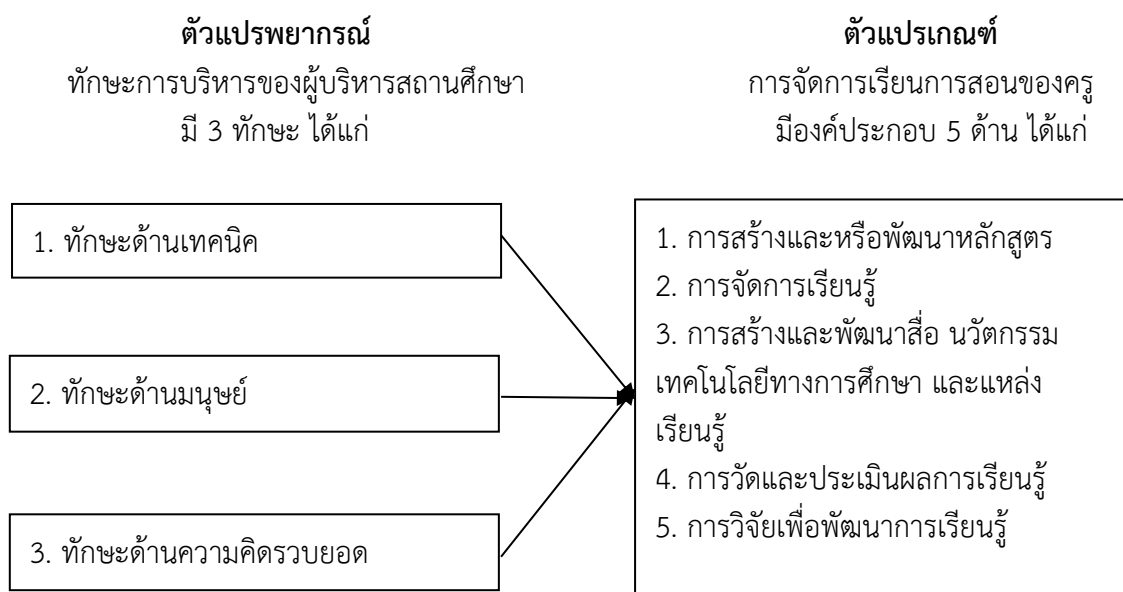 ตัวแปรพยากรณ์
ทักษะการบริหารของผู้บริหารสถานศึกษา
มี 3 ทักษะ ได้แก่
1. ทักษะด้านเทคนิค
2. ทักษะด้านมนุษย์
3. ทักษะด้านความคิดรวบยอด
ตัวแปรเกณฑ์
การจัดการเรียนการสอนของครู
มีองค์ประกอบ 5 ด้าน ได้แก่
1. การสร้างและหรือพัฒนาหลักสูตร
2. การจัดการเรียนรู้
3. การสร้างและพัฒนาสื่อ นวัตกรรม
เทคโนโลยีทางการศึกษา และแหล่ง
เรียนรู้
4. การวัดและประเมินผลการเรียนรู้
5. การวิจัยเพื่อพัฒนาการเรียนรู้